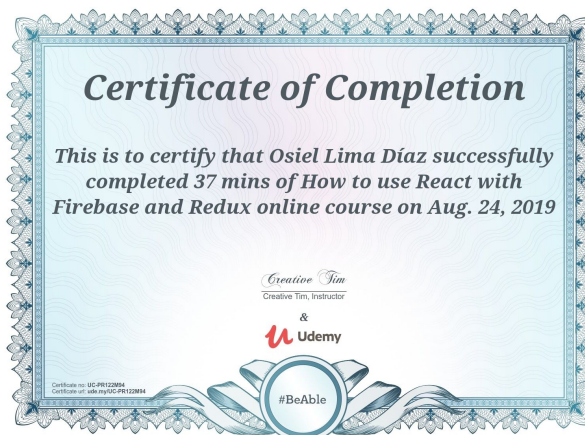 Certificate of Completion
This is to certify that Osiel Lima Díaz successfully
completed 37 mins of How to use React with
Firebase and Redux online course on Aug. 24, 2019
Creative Tim
Creative Tim, Instructor
&
Udemy
Certificate no: UC-PR122M94
Certificate url: ude.my/UC-PR122M94
#BeAble